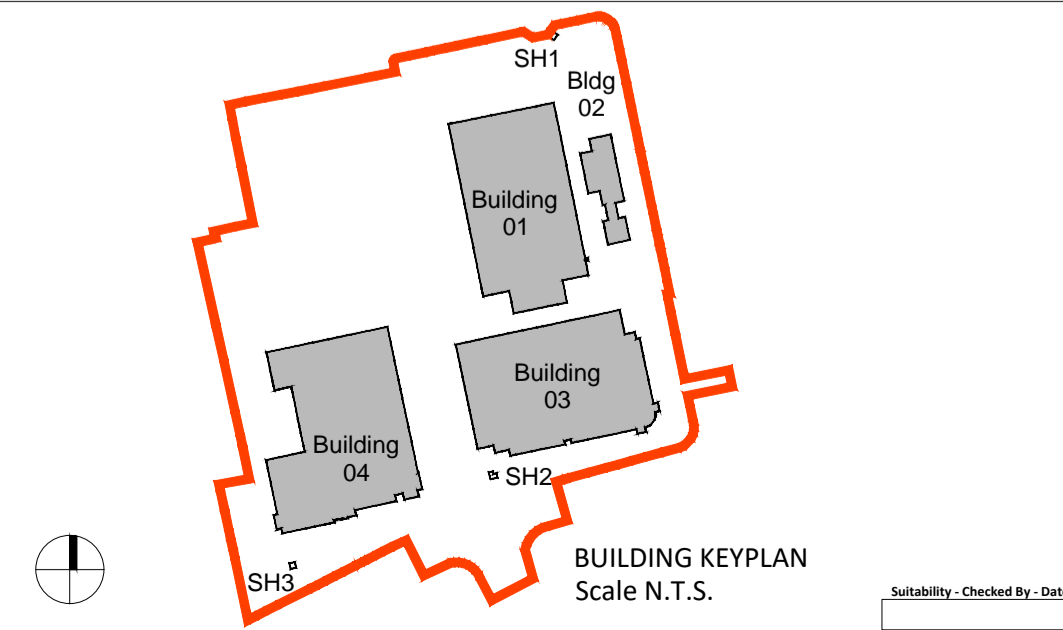 SH1
Bldg
02
Building
01
Building
03
Building
04
SH2
SH3
BUILDING KEYPLAN
Scale N.T.S.
Suitability - Checked By - Dat